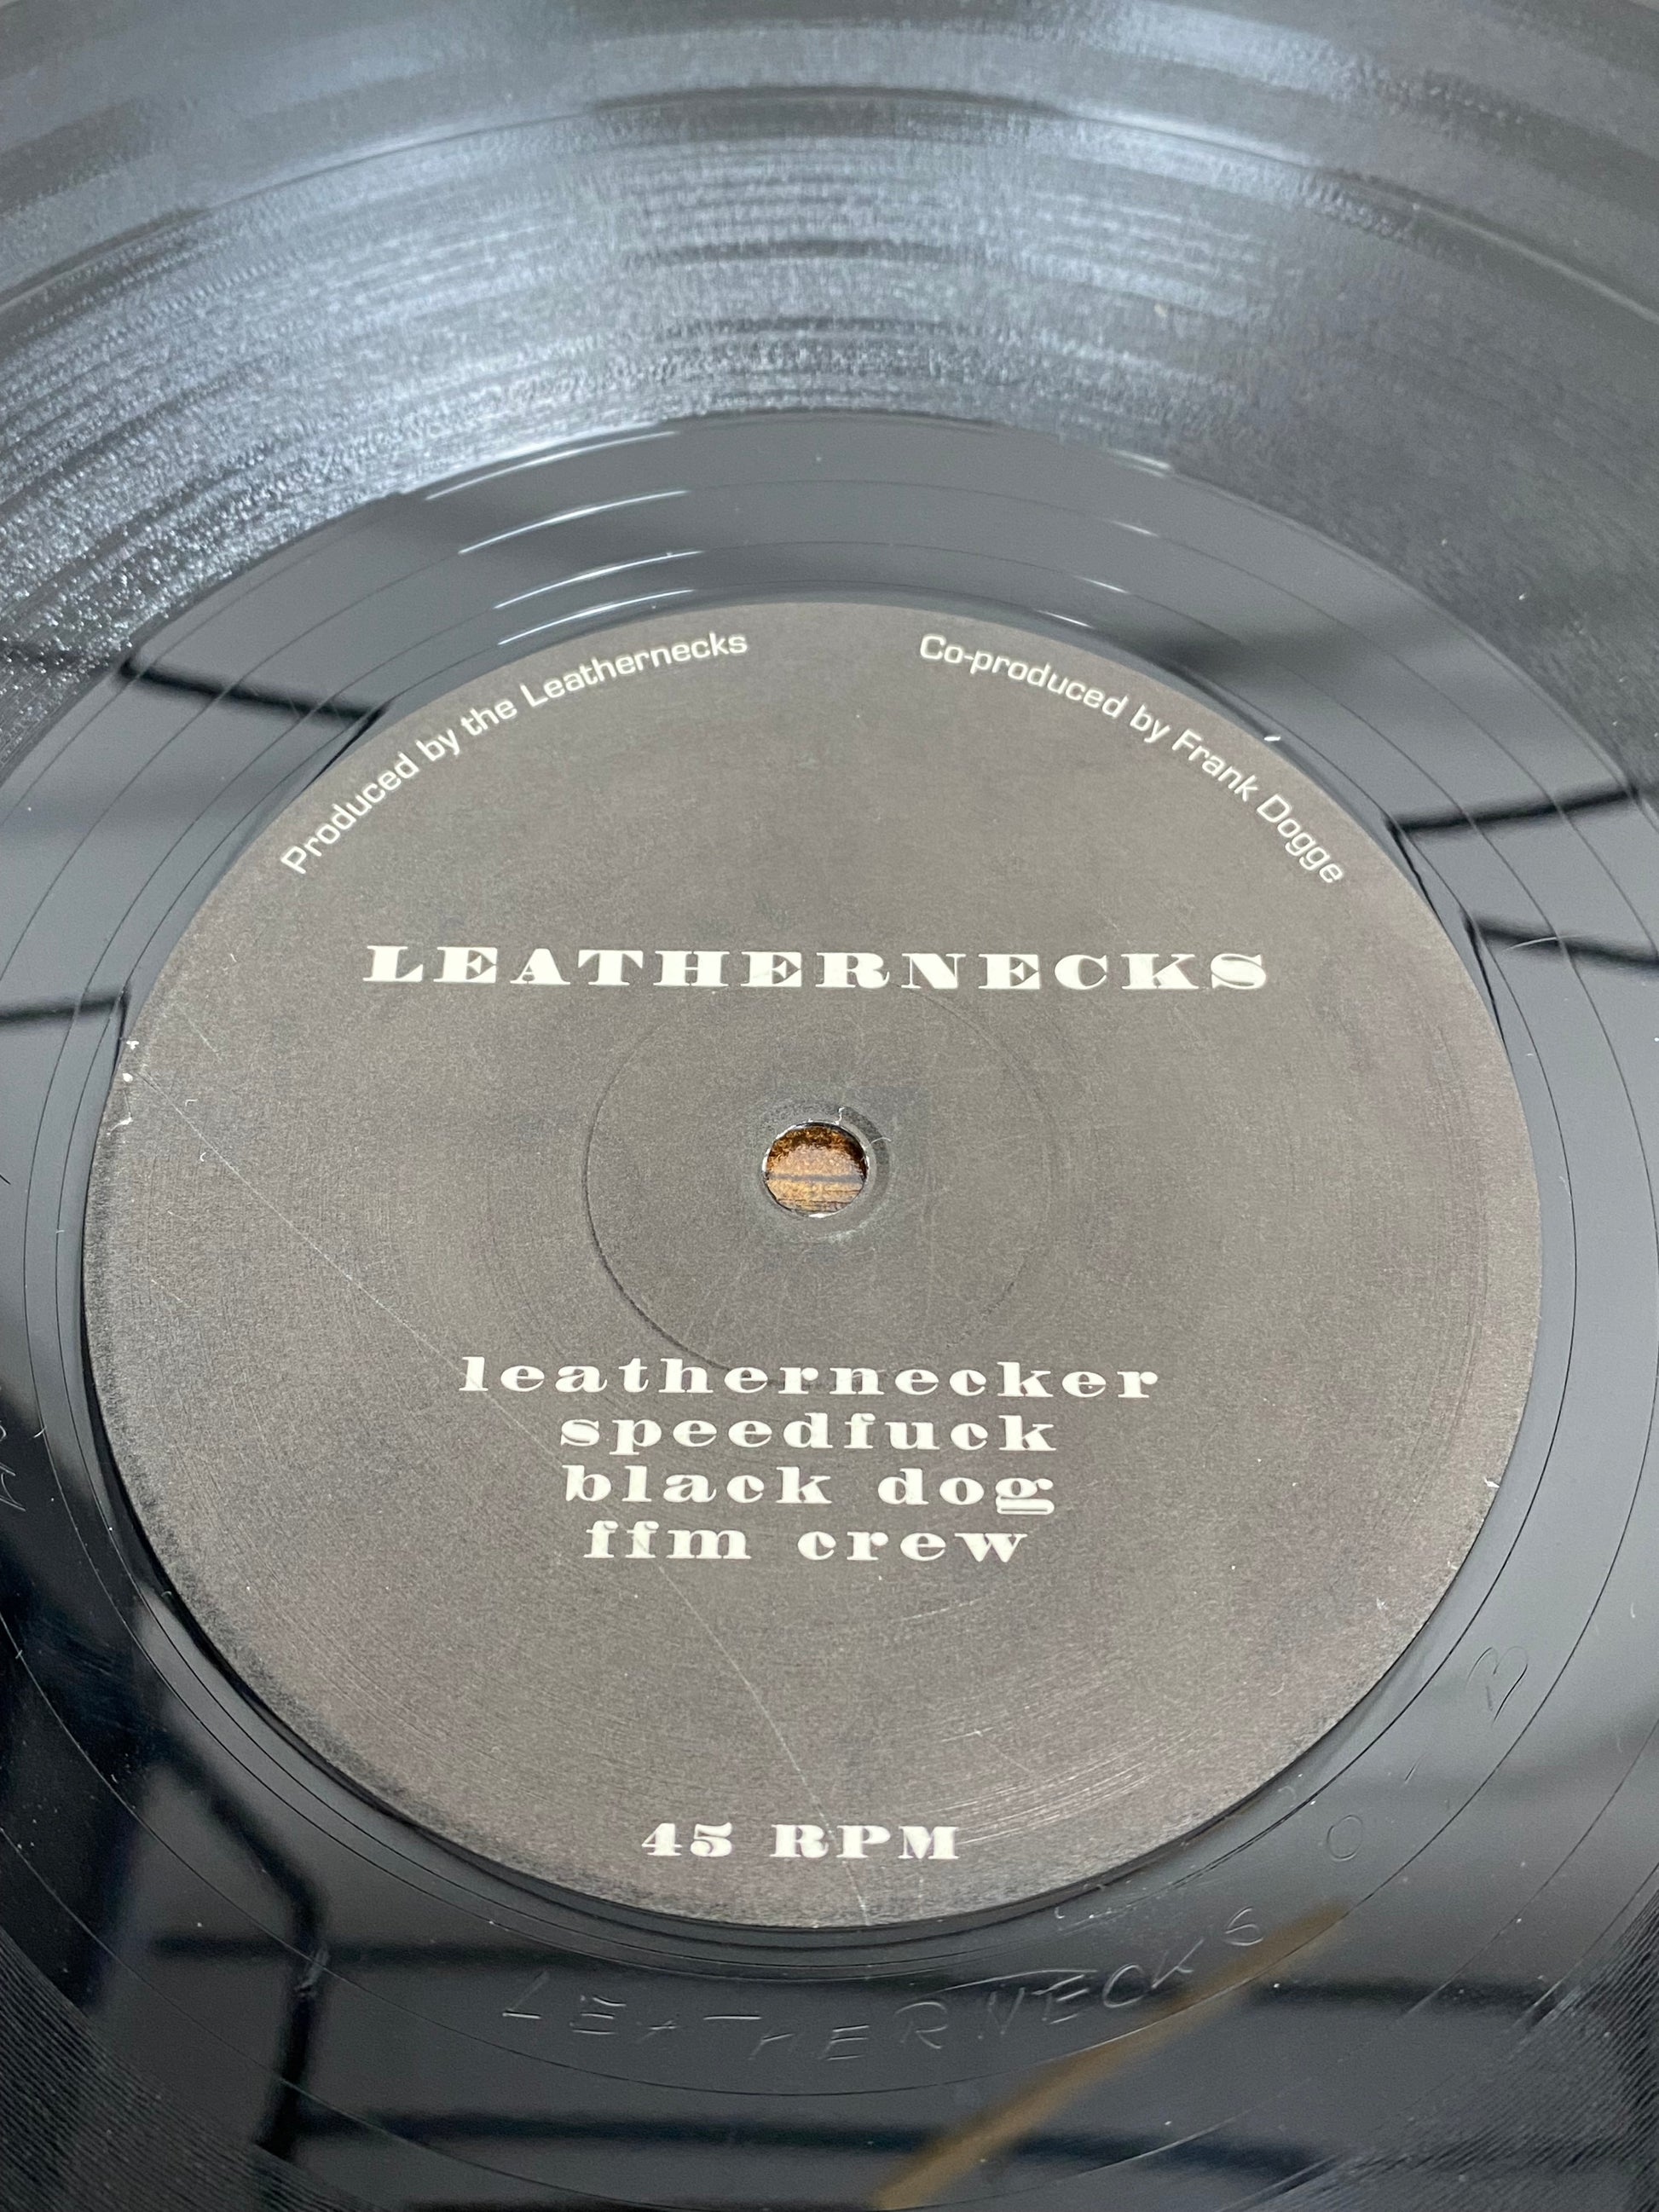 Produced by the Leathernecks
Co-produced by Frank Dogge
LEATHERNECKS
leathernecker
speedfuck
black dog
ffm crew
45 RPM
LEATHERNECKS